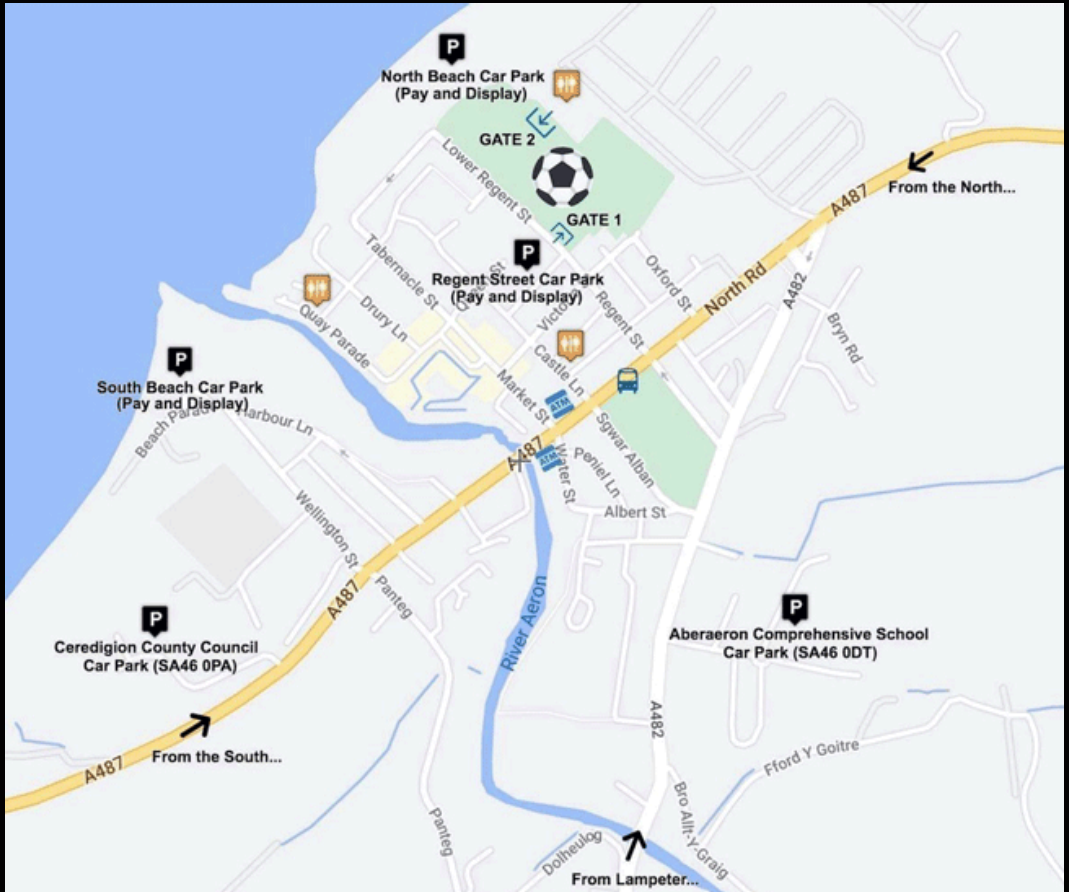 P
North Beach Car Park
(Pay and Display)
GATE 2
Lower Regent St
GATE 1
From the North...
A487
P
Regent Street Car Park
(Pay and Display)
Oxford St
Tabernacle St
North Rd
A482
Regent St
Drury Ln
Quay Parade
Bryn Rd
Castle Ln
P
South Beach Car Park
(Pay and Display)
Market St
ATM
Harbour Ln
Sgwar Alban
A487
ATM
Water St
Peniel Ln
Albert St
Wellington St
A487
Panteg
River Aeron
P
Aberaeron Comprehensive School
Car Park (SA46 0DT)
P
Ceredigion County Council
Car Park (SA46 0PA)
A482
From the South...
A487
Fford Y Goitre
Panteg
Bro Allt-Y-Graig
Dolheulog
From Lampeter...